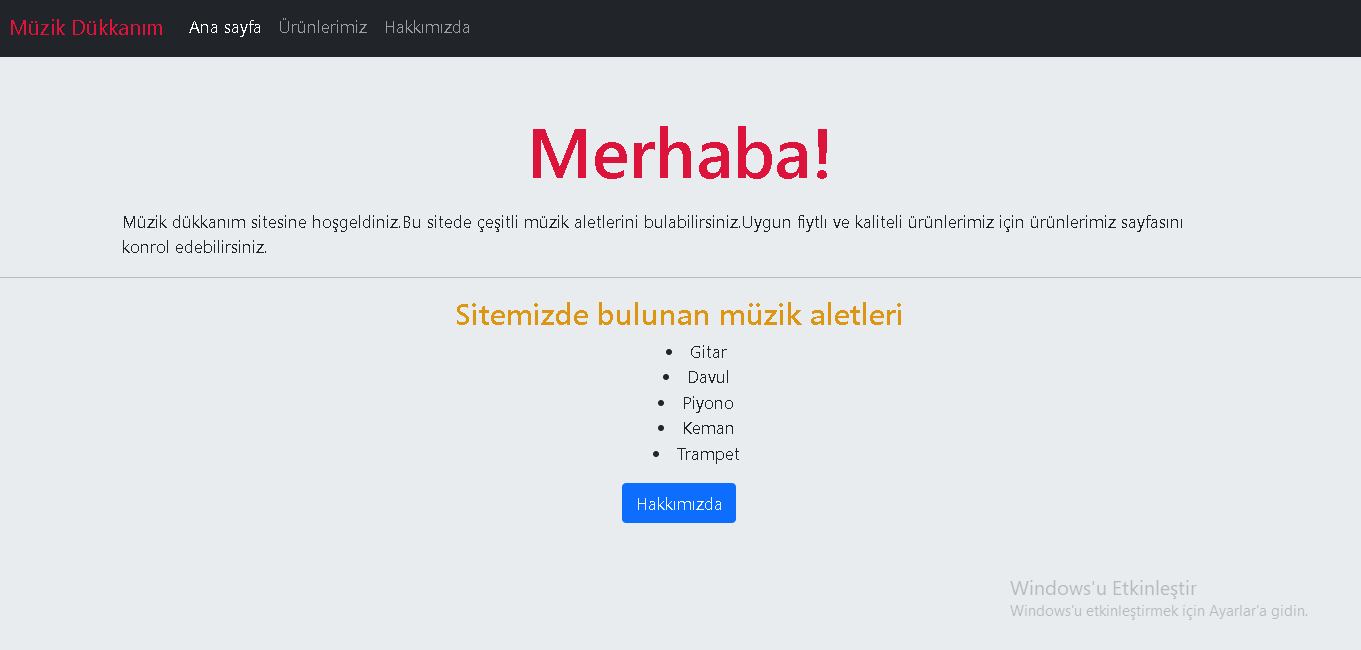 Müzik Dükkanım Ana sayfa Ürünlerimiz Hakkımızda
Merhaba!
Müzik dükkanım sitesine hoşgeldiniz.Bu sitede çeşitli müzik aletlerini bulabilirsiniz.Uygun fiytlı ve kaliteli ürünlerimiz için ürünlerimiz sayfasını
konrol edebilirsiniz.
Sitemizde bulunan müzik aletleri
• Gitar
• Davul
• Piyono
• Keman
• Trampet
Hakkımızda
Windows'u Etkinleştir
Windows'u etkinleştirmek için Ayarlar'a gidin.